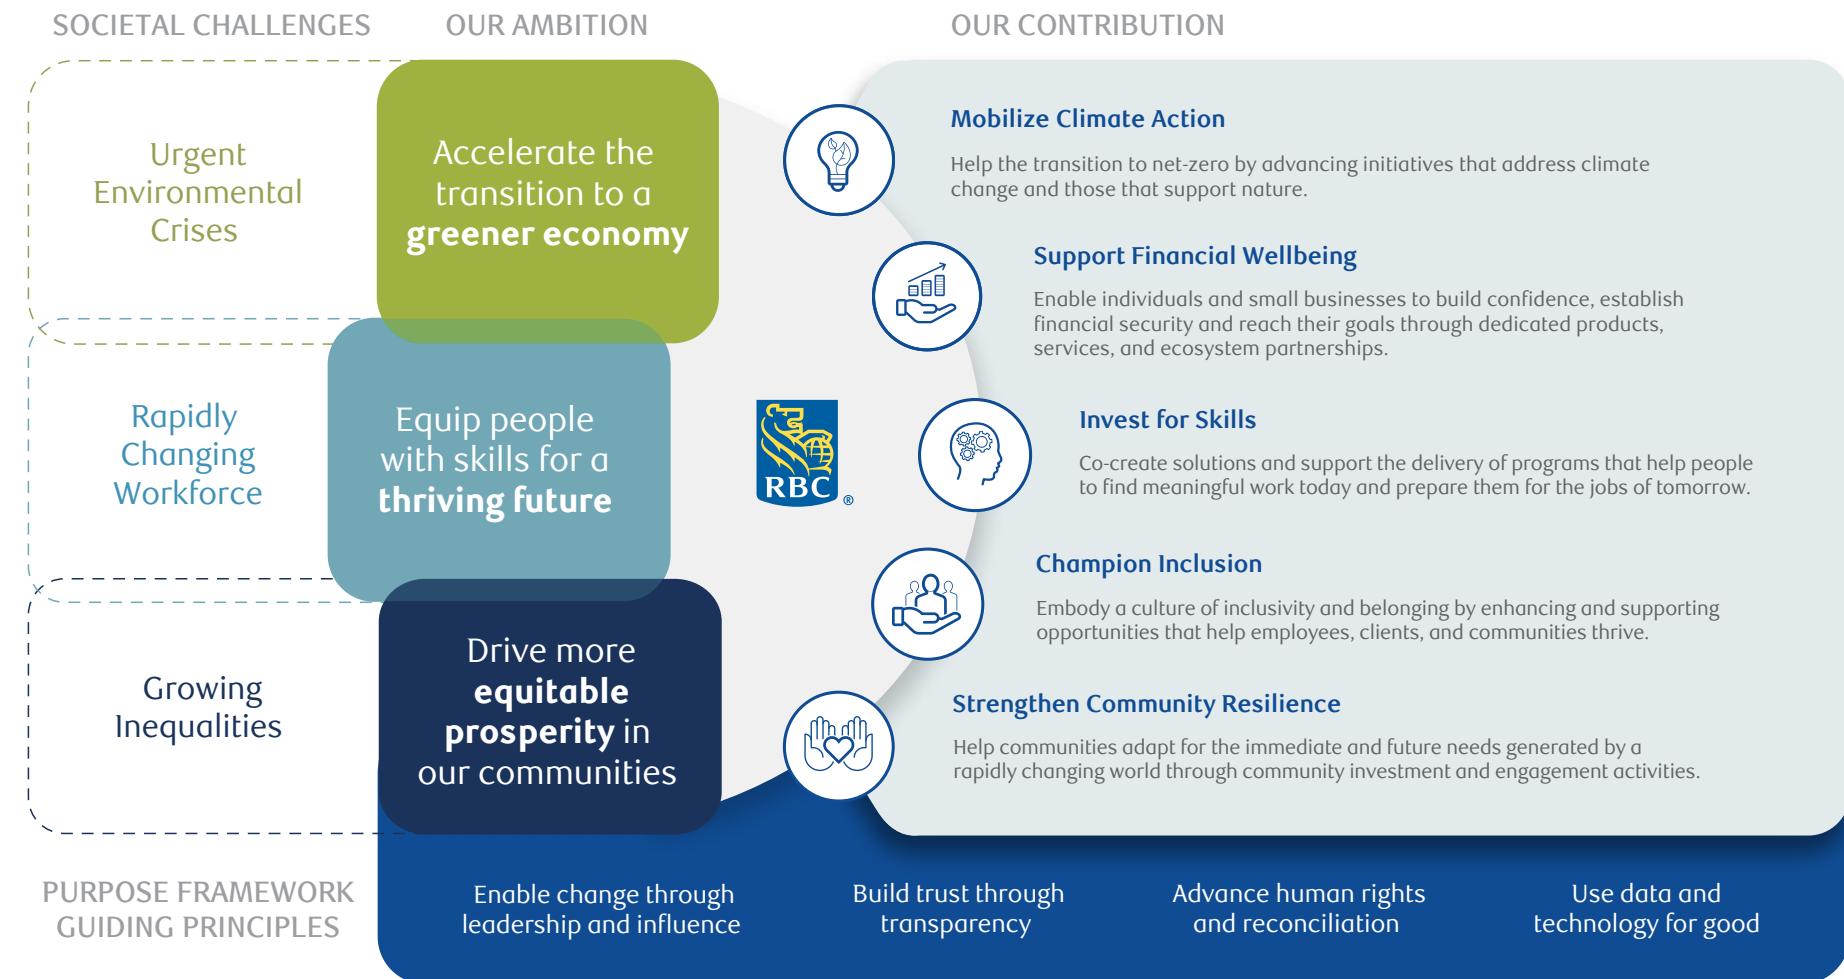 SOCIETAL CHALLENGES
OUR AMBITION
OUR CONTRIBUTION
Urgent
Environmental
Crises
Accelerate the
transition to a
greener economy
Rapidly
Changing
Workforce
Equip people
with skills for a
thriving future
Growing
Inequalities
Drive more
equitable
prosperity in
our communities
RBC
®
Mobilize Climate Action
Help the transition to net-zero by advancing initiatives that address climate
change and those that support nature.
Support Financial Wellbeing
Enable individuals and small businesses to build confidence, establish
financial security and reach their goals through dedicated products,
services, and ecosystem partnerships.
Invest for Skills
Co-create solutions and support the delivery of programs that help people
to find meaningful work today and prepare them for the jobs of tomorrow.
Champion Inclusion
Embody a culture of inclusivity and belonging by enhancing and supporting
opportunities that help employees, clients, and communities thrive.
Strengthen Community Resilience
Help communities adapt for the immediate and future needs generated by a
rapidly changing world through community investment and engagement activities.
PURPOSE FRAMEWORK
GUIDING PRINCIPLES
Enable change through
leadership and influence
Build trust through
transparency
Advance human rights
and reconciliation
Use data and
technology for good